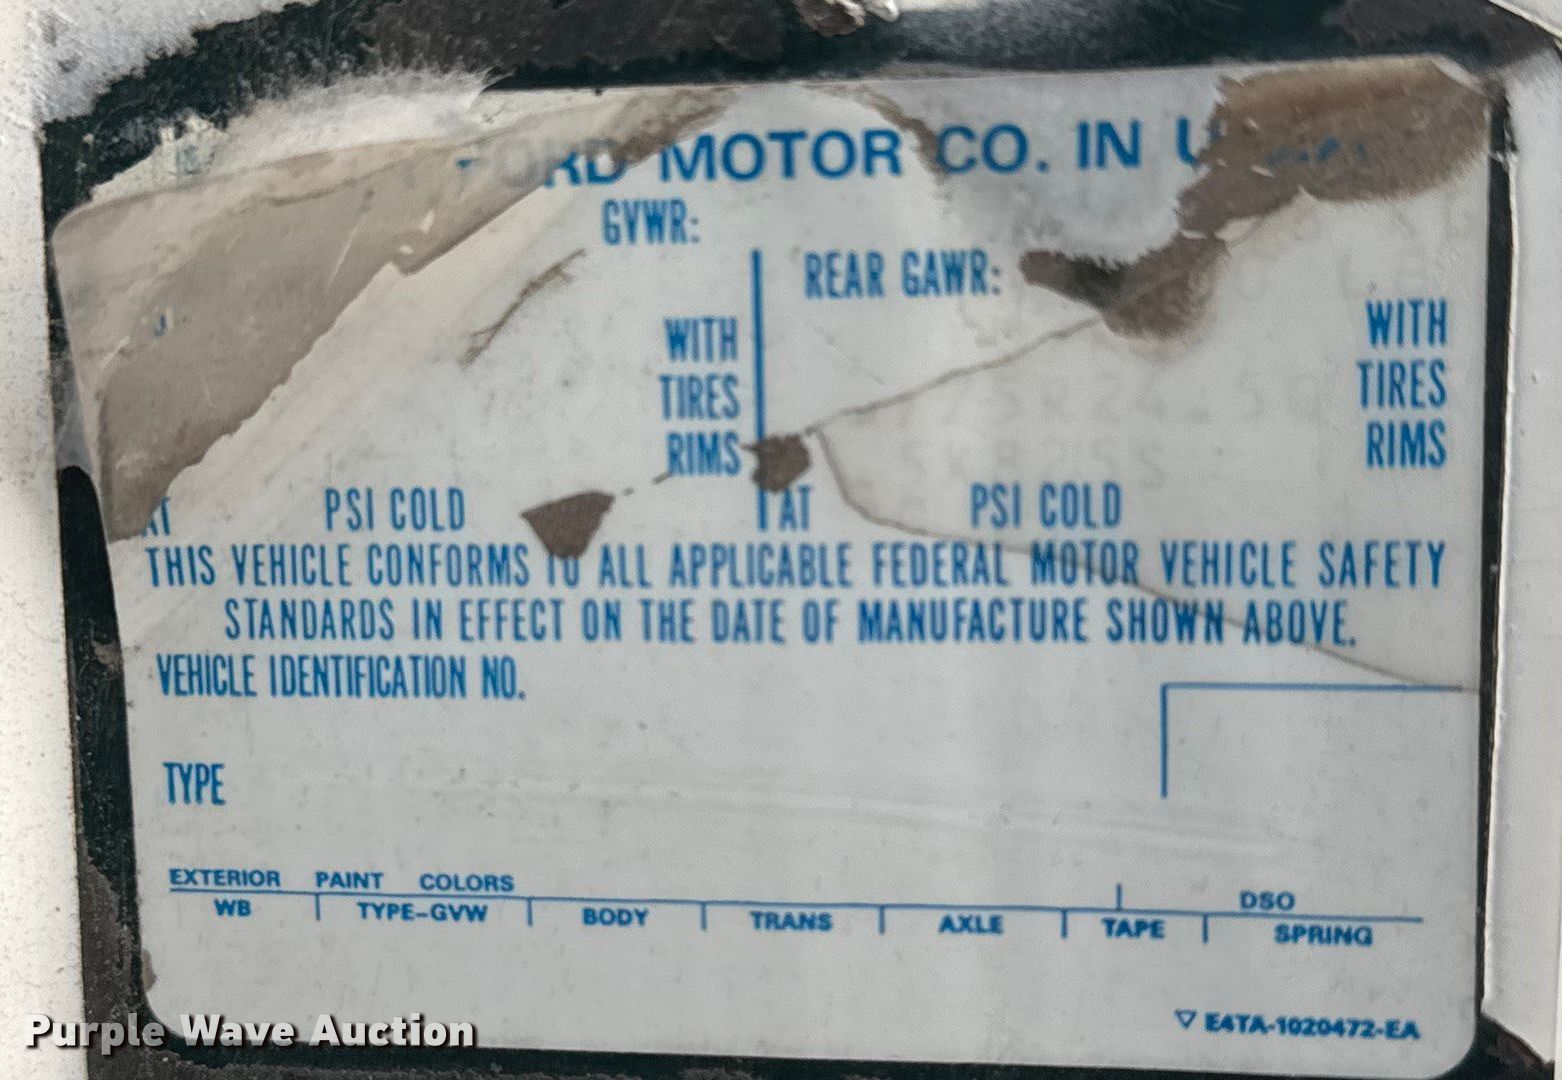 FORD MOTOR CO. IN
GVWR:
REAR GAWR:
WITH
TIRES
RIMS
WITH
TIRES
RIMS
AT PSI COLD
AT PSI COLD
THIS VEHICLE CONFORMS TO ALL APPLICABLE FEDERAL MOTOR VEHICLE SAFETY
STANDARDS IN EFFECT ON THE DATE OF MANUFACTURE SHOWN ABOVE.
VEHICLE IDENTIFICATION NO.
TYPE
EXTERIOR PAINT COLORS DSO
WB TYPE-GVW BODY TRANS AXLE TAPE SPRING
▽ E4TA-1020472-EA
Purple Wave Auction